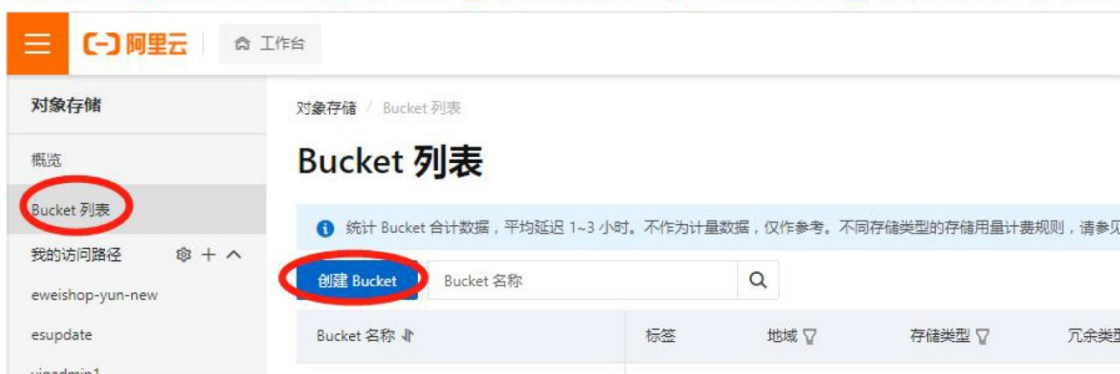 阿里云 工作台
对象存储
概览
Bucket 列表
我的访问路径
eweishop-yun-new
esupdate
对象存储 / Bucket 列表
Bucket 列表
统计 Bucket 合计数据，平均延迟 1~3 小时。不作为计量数据，仅作参考。不同存储类型的存储用量计费规则，请参见
创建 Bucket Bucket 名称
Bucket 名称 标签 地域 存储类型 冗余类型